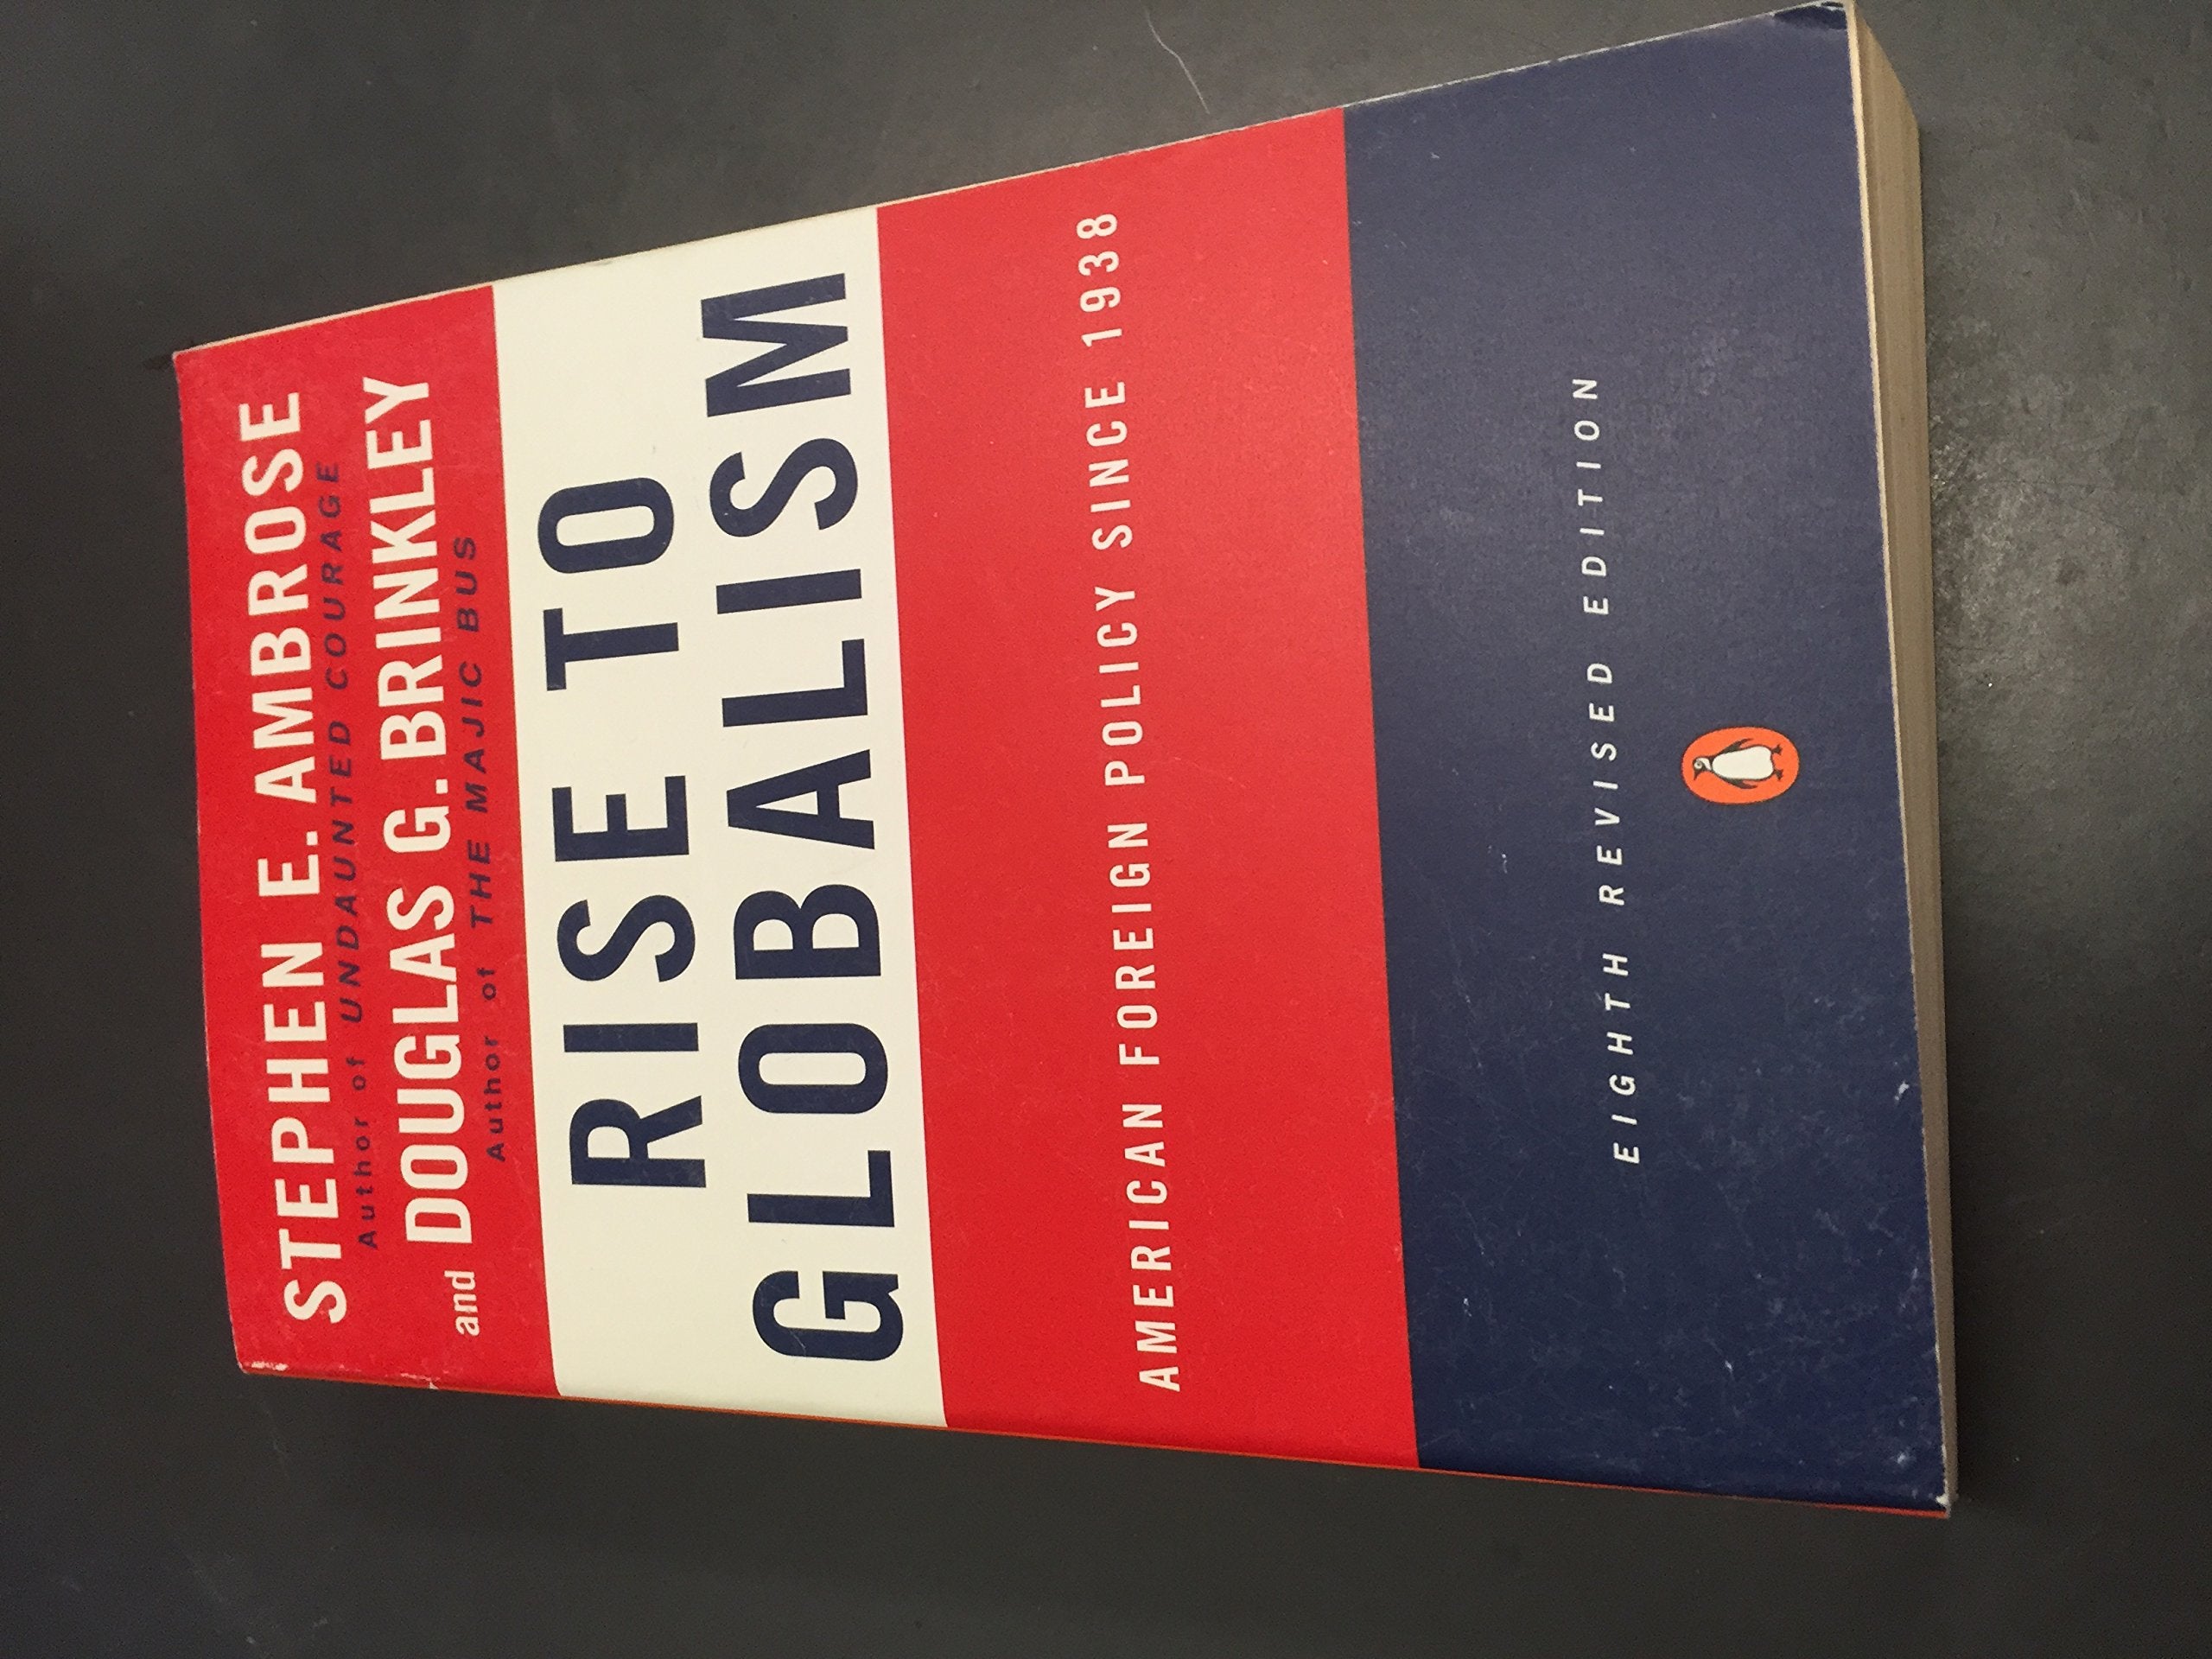 STEPHEN E. AMBROSE
Author of UNDAUNTED COURAGE
and DOUGLAS G. BRINKLEY
Author of THE MAJIC BUS
RISE TO
GLOBALISM
AMERICAN FOREIGN POLICY SINCE 1938
EIGHTH REVISED EDITION